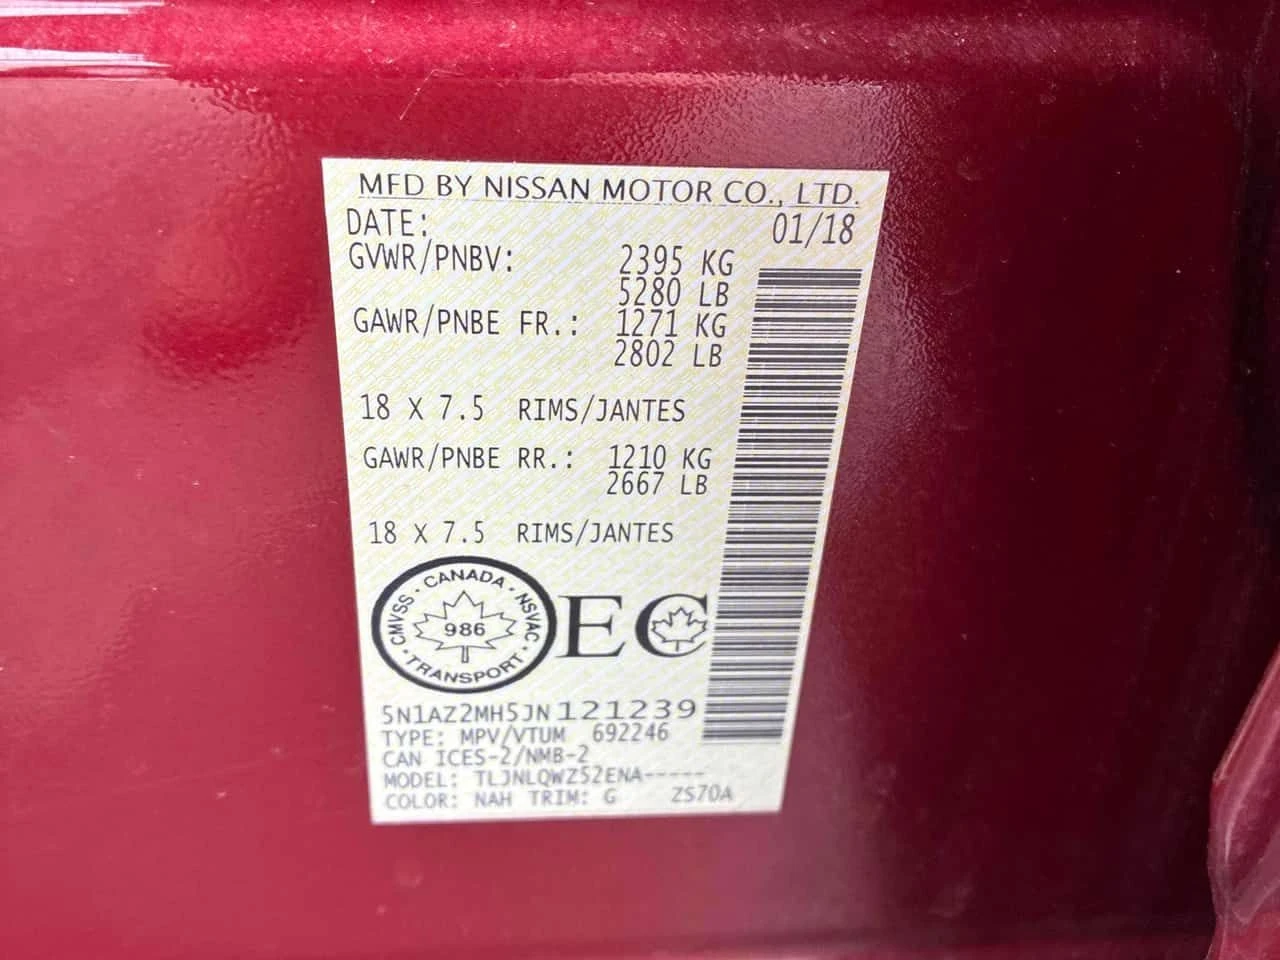 MFD BY NISSAN MOTOR CO., LTD.
DATE: 01/18
GVWR/PNBV: 2395 KG
5280 LB
GAWR/PNBE FR.: 1271 KG
2802 LB
18 X 7.5 RIMS/JANTES
GAWR/PNBE RR.: 1210 KG
2667 LB
18 X 7.5 RIMS/JANTES
CMVSS · CANADA · NSVAC · TRANSPORT ·
986
EC
5N1AZ2MH5JN121239
TYPE: MPV/VTUM 692246
CAN ICES-2/NMB-2
MODEL: TLJNLQWZ52ENA-----
COLOR: NAH TRIM: G ZS70A